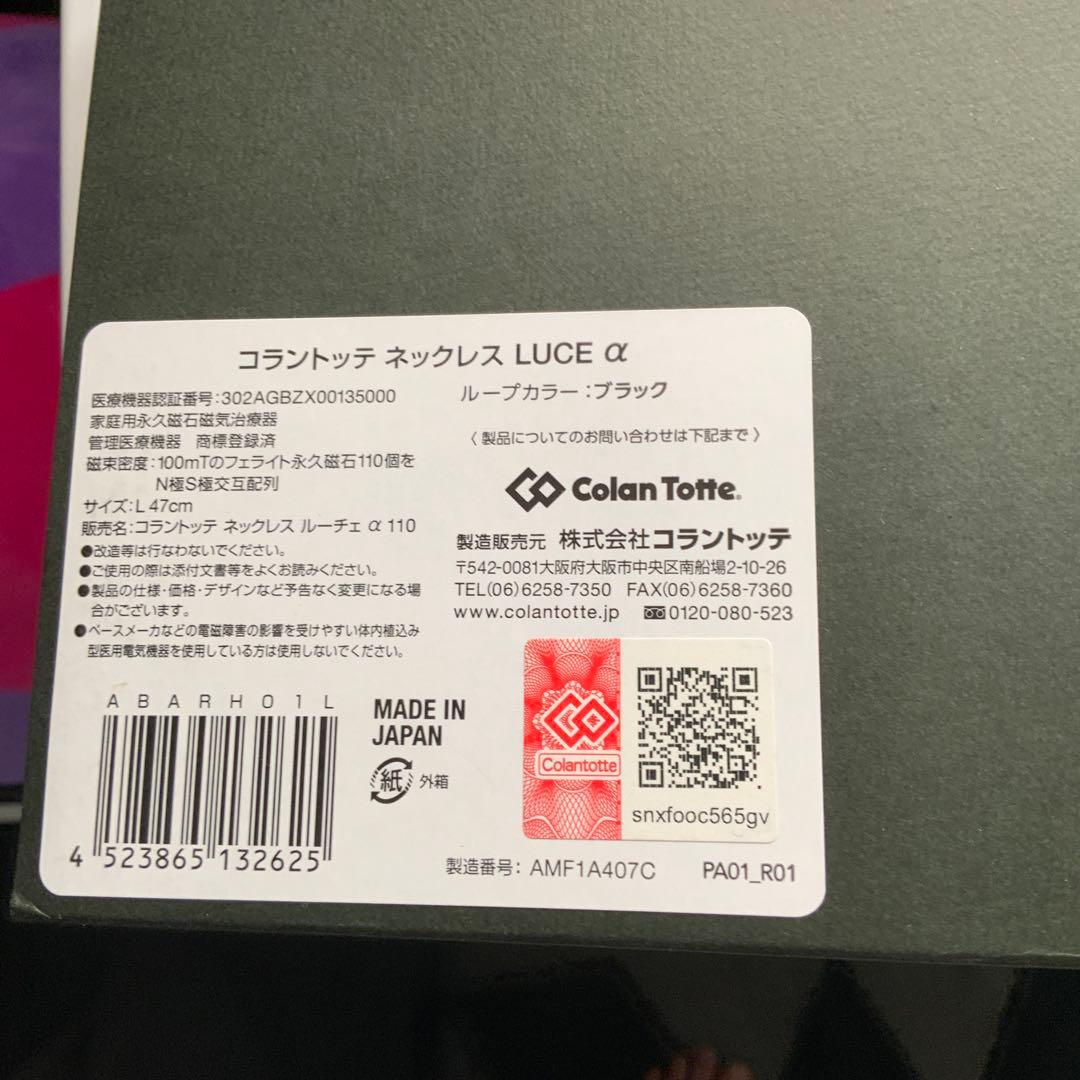 コラントッテ ネックレス LUCE α
医療機器認証番号:302AGBZX00135000
家庭用永久磁石磁気治療器
管理医療機器 商標登録済
磁束密度:100mTのフェライト永久磁石110個を
N極S極交互配列
サイズ:L 47cm
販売名:コラントッテ ネックレス ルーチェ α 110
●改造等は行なわないでください。
●ご使用の際は添付文書等をよくお読みください。
●製品の仕様・価格・デザインなど予告なく変更になる場
合がございます。
●ペースメーカなどの電磁障害の影響を受けやすい体内植込み
型医用電気機器を使用している方は使用しないでください。
ループカラー:ブラック
〈 製品についてのお問い合わせは下記まで 〉
Colan Totte®
製造販売元 株式会社コラントッテ
〒542-0081大阪府大阪市中央区南船場2-10-26
TEL(06)6258-7350 FAX(06)6258-7360
www.colantotte.jp 0120-080-523
ABARH01L
4 523865 132625
MADE IN
JAPAN
紙 外箱
Colantotte
snxfooc565gv
製造番号: AMF1A407C PA01_R01